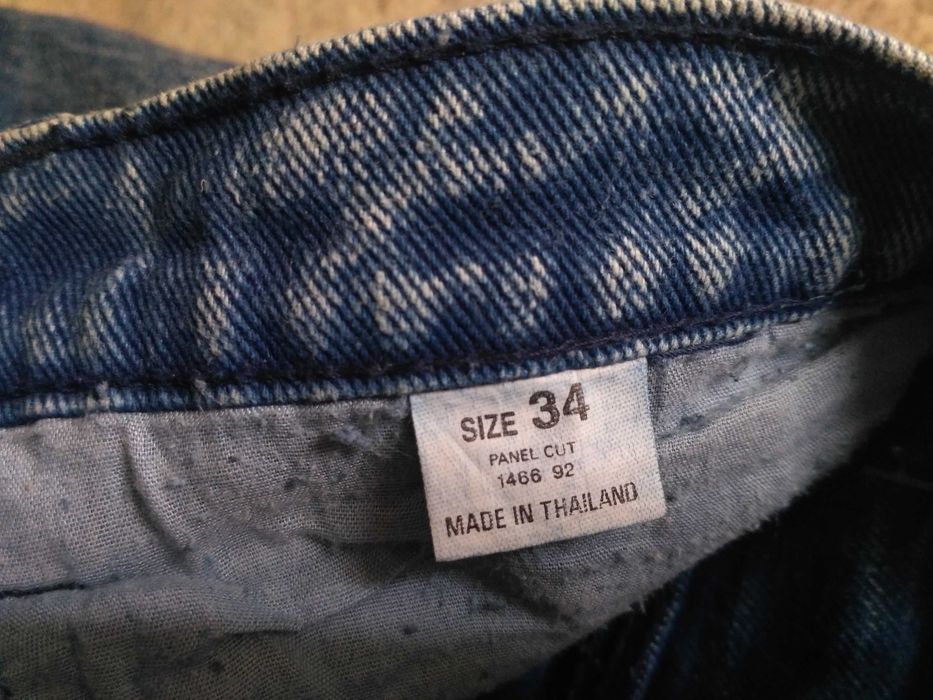 SIZE 34
PANEL CUT
1466 92
MADE IN THAILAND